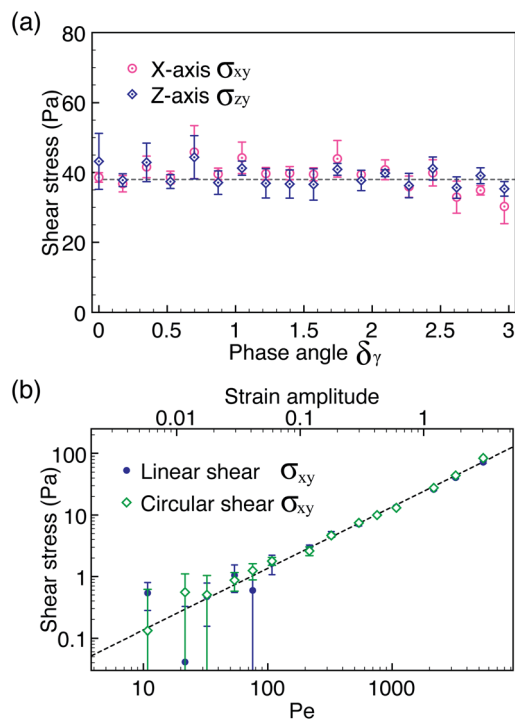 (a)
80
60
40
20
0
Shear stress (Pa)
X-axis σxy
Z-axis σzy
0 0.5 1 1.5 2 2.5 3
Phase angle δγ
(b)
Strain amplitude
0.01 0.1 1
100
10
1
0.1
Shear stress (Pa)
Linear shear σxy
Circular shear σxy
10 100 1000
Pe